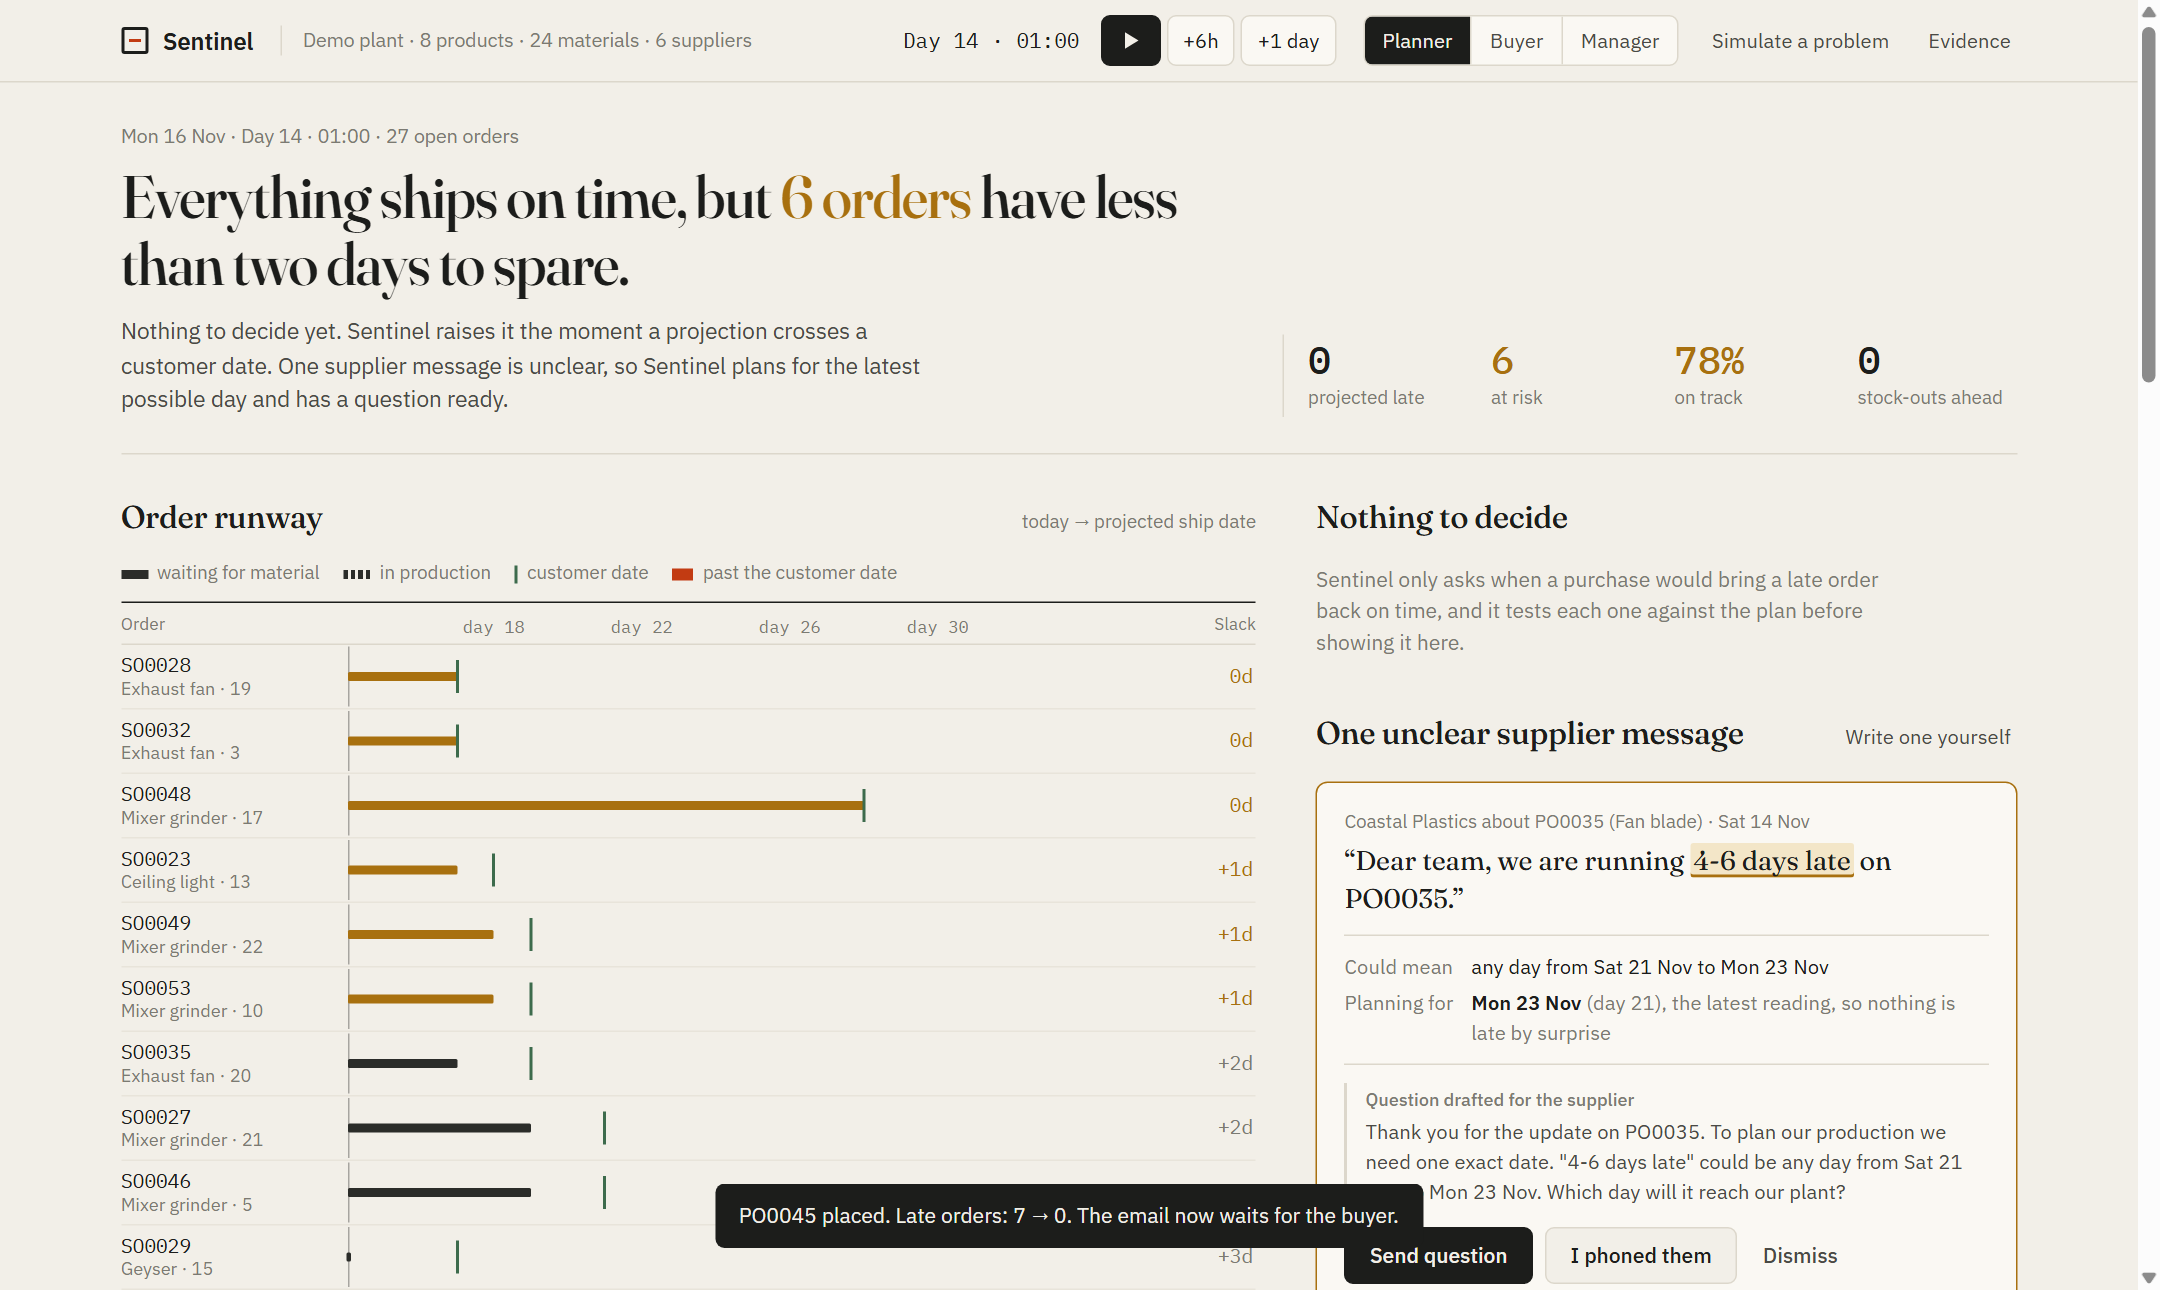 Sentinel
Demo plant · 8 products · 24 materials · 6 suppliers
Day 14 · 01:00
+6h
+1 day
Planner
Buyer
Manager
Simulate a problem
Evidence
Mon 16 Nov · Day 14 · 01:00 · 27 open orders
Everything ships on time, but 6 orders have less
than two days to spare.
Nothing to decide yet. Sentinel raises it the moment a projection crosses a
customer date. One supplier message is unclear, so Sentinel plans for the latest
possible day and has a question ready.
0
projected late
6
at risk
78%
on track
0
stock-outs ahead
Order runway
today → projected ship date
waiting for material
in production
customer date
past the customer date
Order
day 18
day 22
day 26
day 30
Slack
SO0028
Exhaust fan · 19
0d
SO0032
Exhaust fan · 3
0d
SO0048
Mixer grinder · 17
0d
SO0023
Ceiling light · 13
+1d
SO0049
Mixer grinder · 22
+1d
SO0053
Mixer grinder · 10
+1d
SO0035
Exhaust fan · 20
+2d
SO0027
Mixer grinder · 21
+2d
SO0046
Mixer grinder · 5
SO0029
Geyser · 15
+3d
Nothing to decide
Sentinel only asks when a purchase would bring a late order
back on time, and it tests each one against the plan before
showing it here.
One unclear supplier message
Write one yourself
Coastal Plastics about PO0035 (Fan blade) · Sat 14 Nov
“Dear team, we are running 4-6 days late on
PO0035.”
Could mean
any day from Sat 21 Nov to Mon 23 Nov
Planning for
Mon 23 Nov (day 21), the latest reading, so nothing is
late by surprise
Question drafted for the supplier
Thank you for the update on PO0035. To plan our production we
need one exact date. "4-6 days late" could be any day from Sat 21
Mon 23 Nov. Which day will it reach our plant?
Send question
I phoned them
Dismiss
PO0045 placed. Late orders: 7 → 0. The email now waits for the buyer.